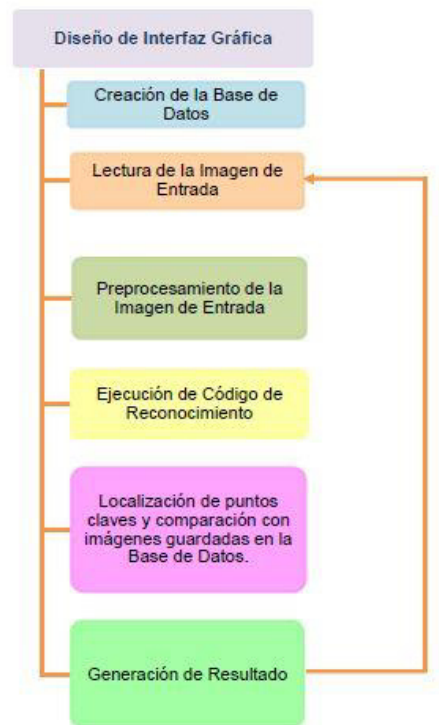 Diseño de Interfaz Gráfica
Creación de la Base de
Datos
Lectura de la Imagen de
Entrada
Preprocesamiento de la
Imagen de Entrada
Ejecución de Código de
Reconocimiento
Localización de puntos
claves y comparación con
imágenes guardadas en la
Base de Datos.
Generación de Resultado